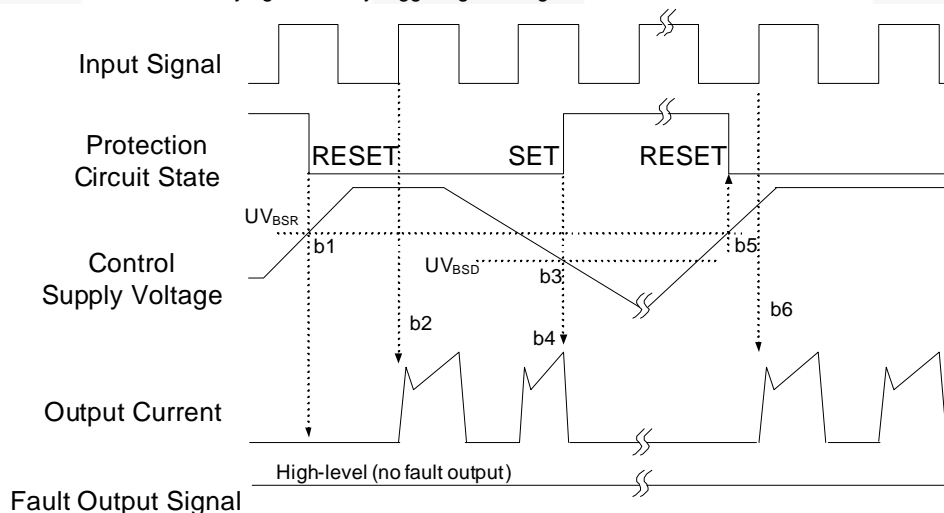 Input Signal
Protection
Circuit State
RESET
SET
RESET
UVBSR
b1
Control
Supply Voltage
UVBSD
b3
b5
b2
b4
b6
Output Current
High-level (no fault output)
Fault Output Signal